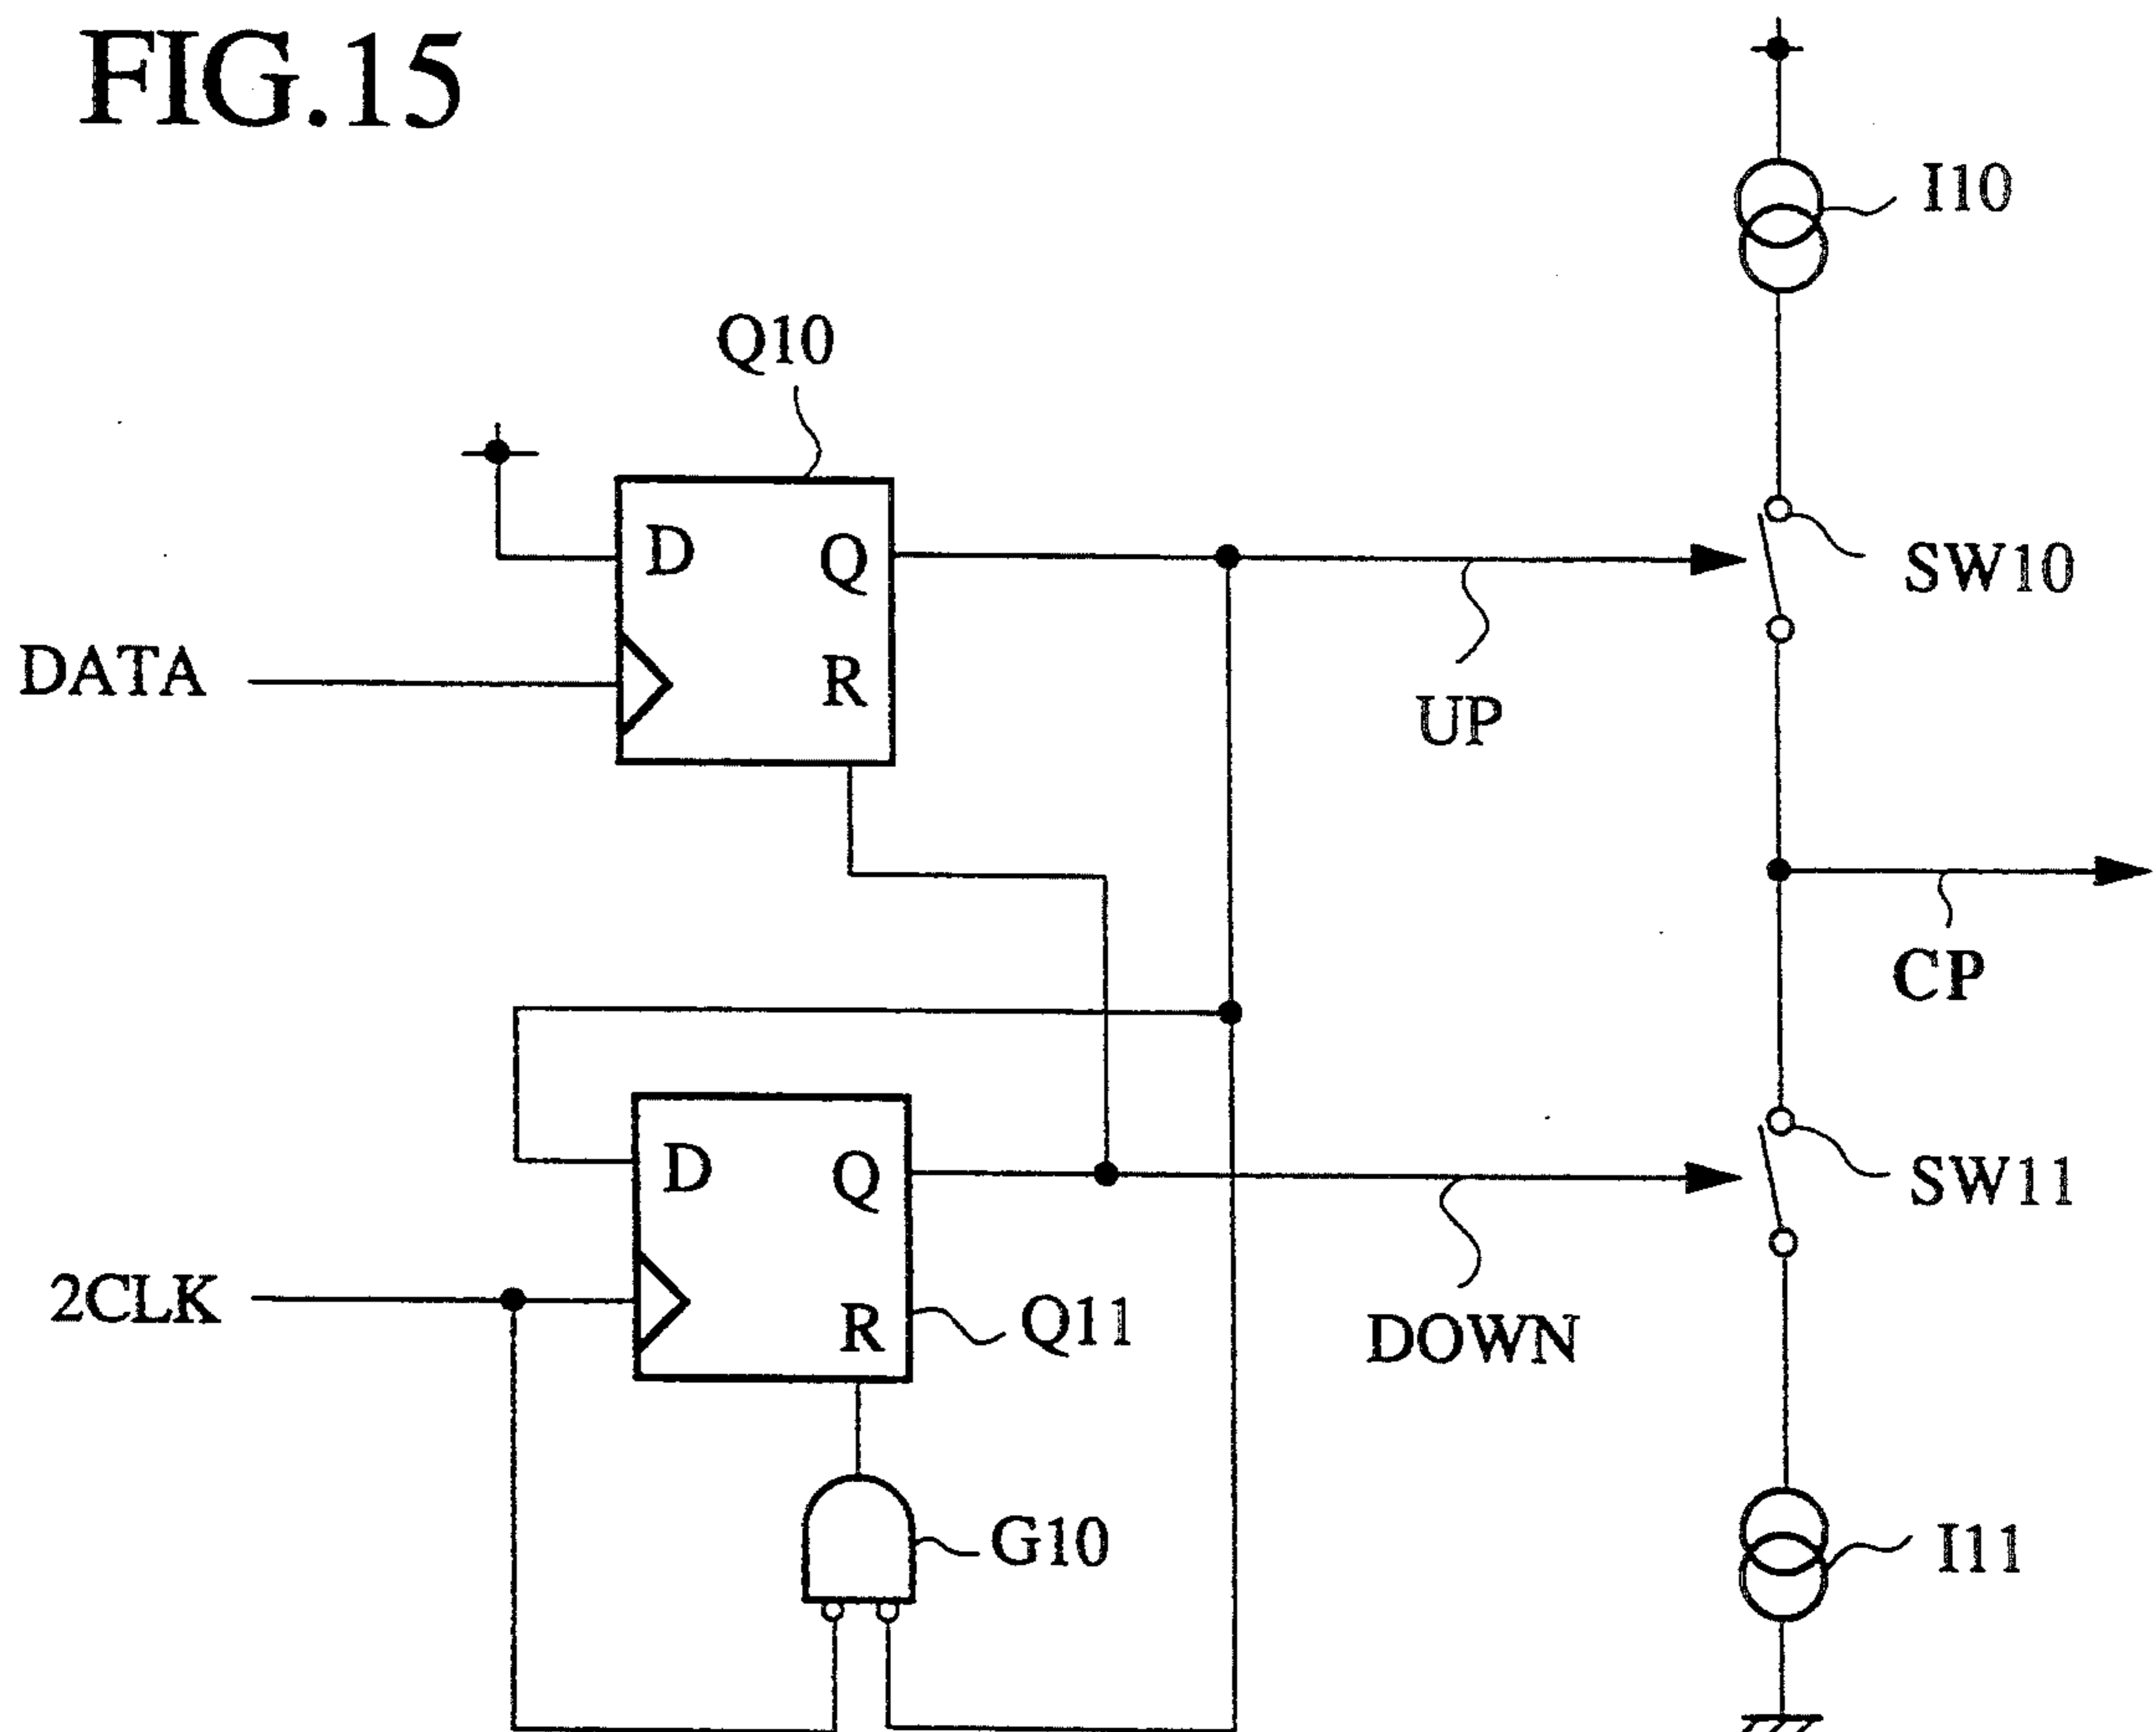 FIG.15
I10
Q10
D
Q
SW10
DATA
R
UP
CP
D
Q
SW11
2CLK
R
Q11
DOWN
G10
I11